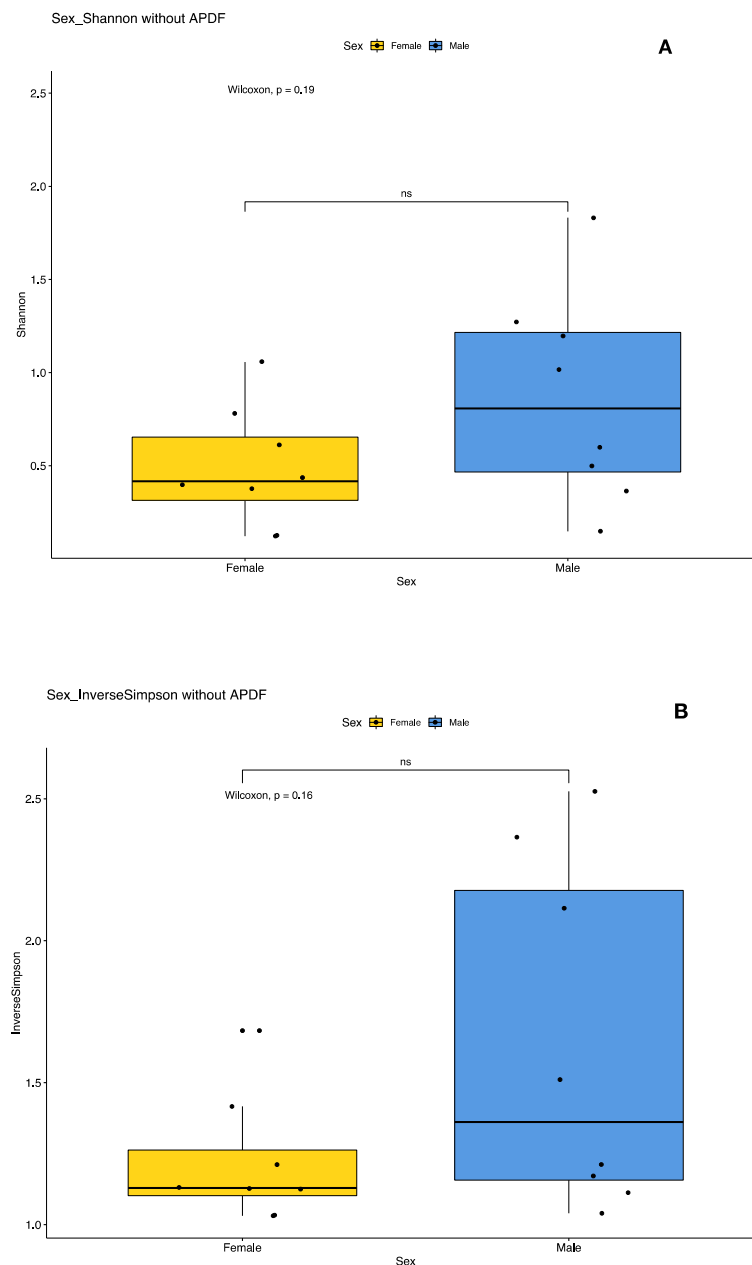 Sex_Shannon without APDF
Sex Female Male
A
Wilcoxon, p = 0.19
ns
2.5
2.0
1.5
1.0
0.5
Shannon
Female Male
Sex
Sex_InverseSimpson without APDF
B
Sex Female Male
ns
Wilcoxon, p = 0.16
2.5
2.0
1.5
1.0
InverseSimpson
Female Male
Sex